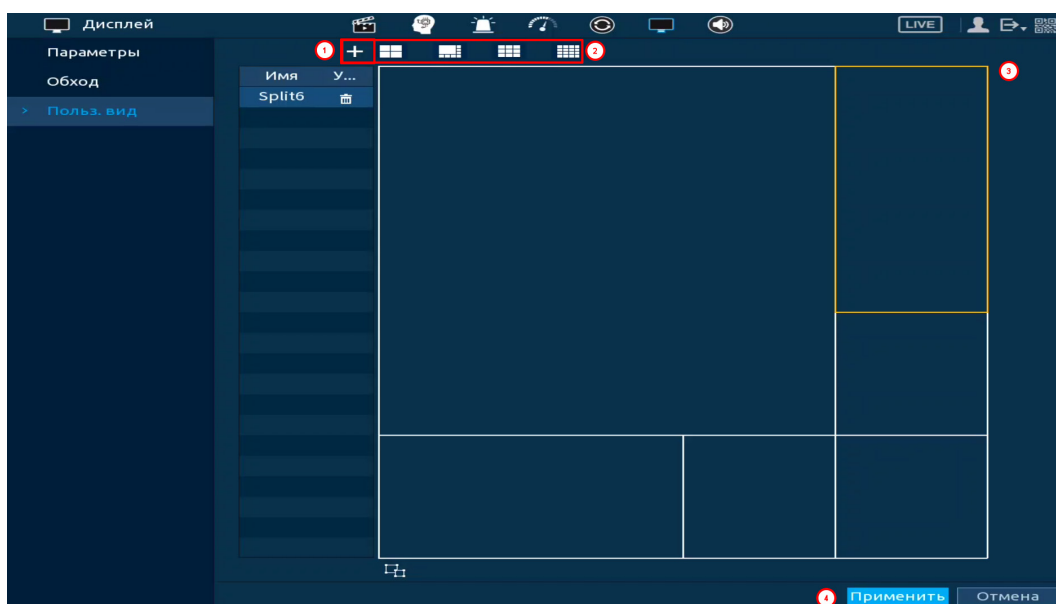 Дисплей
LIVE
Параметры
Обход
> Польз. вид
1
2
Имя У...
Split6
3
4
Применить Отмена